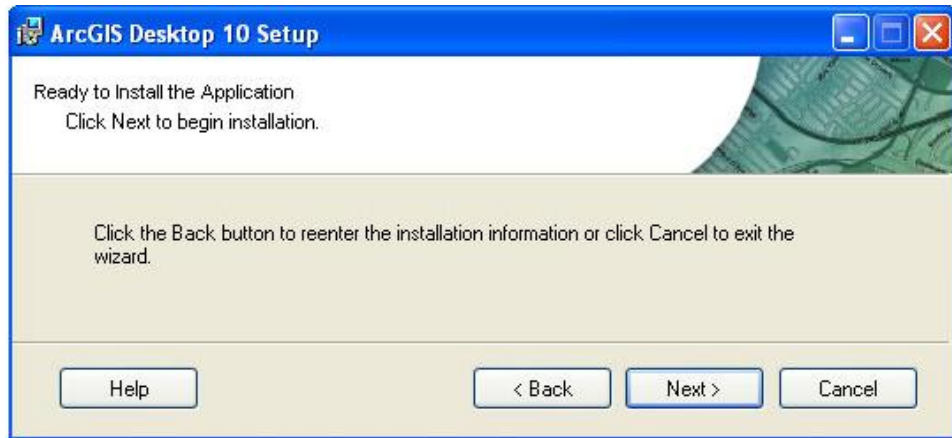 ArcGIS Desktop 10 Setup
Ready to Install the Application
Click Next to begin installation.
Click the Back button to reenter the installation information or click Cancel to exit the
wizard.
Help
< Back
Next >
Cancel